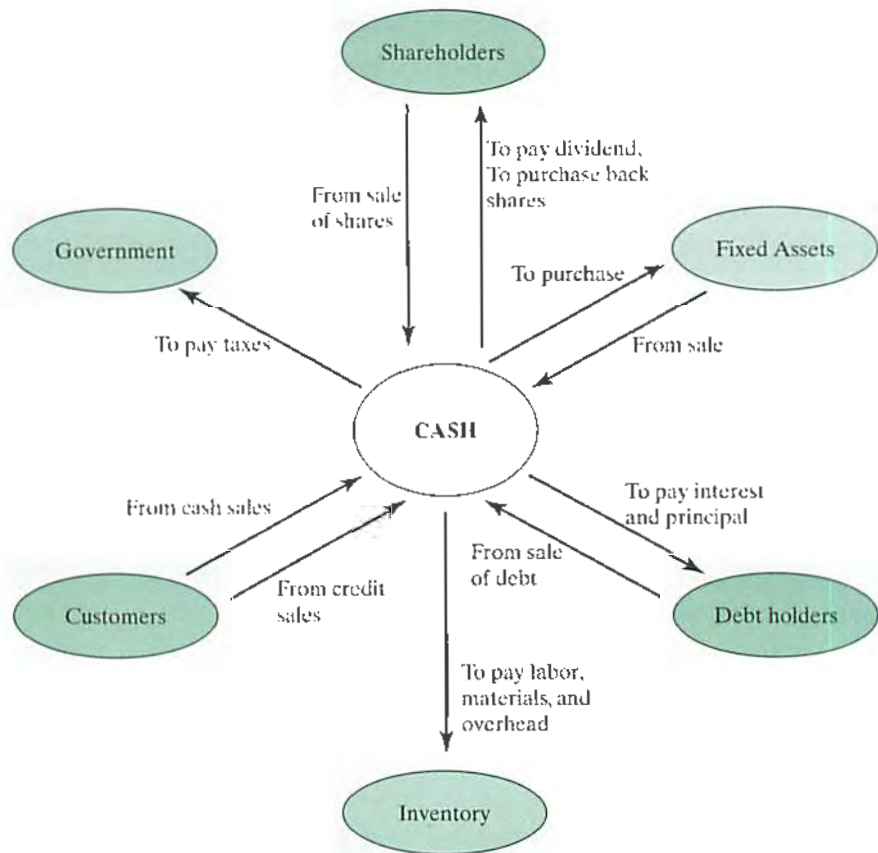 Shareholders
To pay dividend,
To purchase back
shares
From sale
of shares
Government
Fixed Assets
To purchase
To pay taxes
From sale
CASH
To pay interest
and principal
From cash sales
From sale
of debt
From credit
sales
Customers
Debt holders
To pay labor,
materials, and
overhead
Inventory